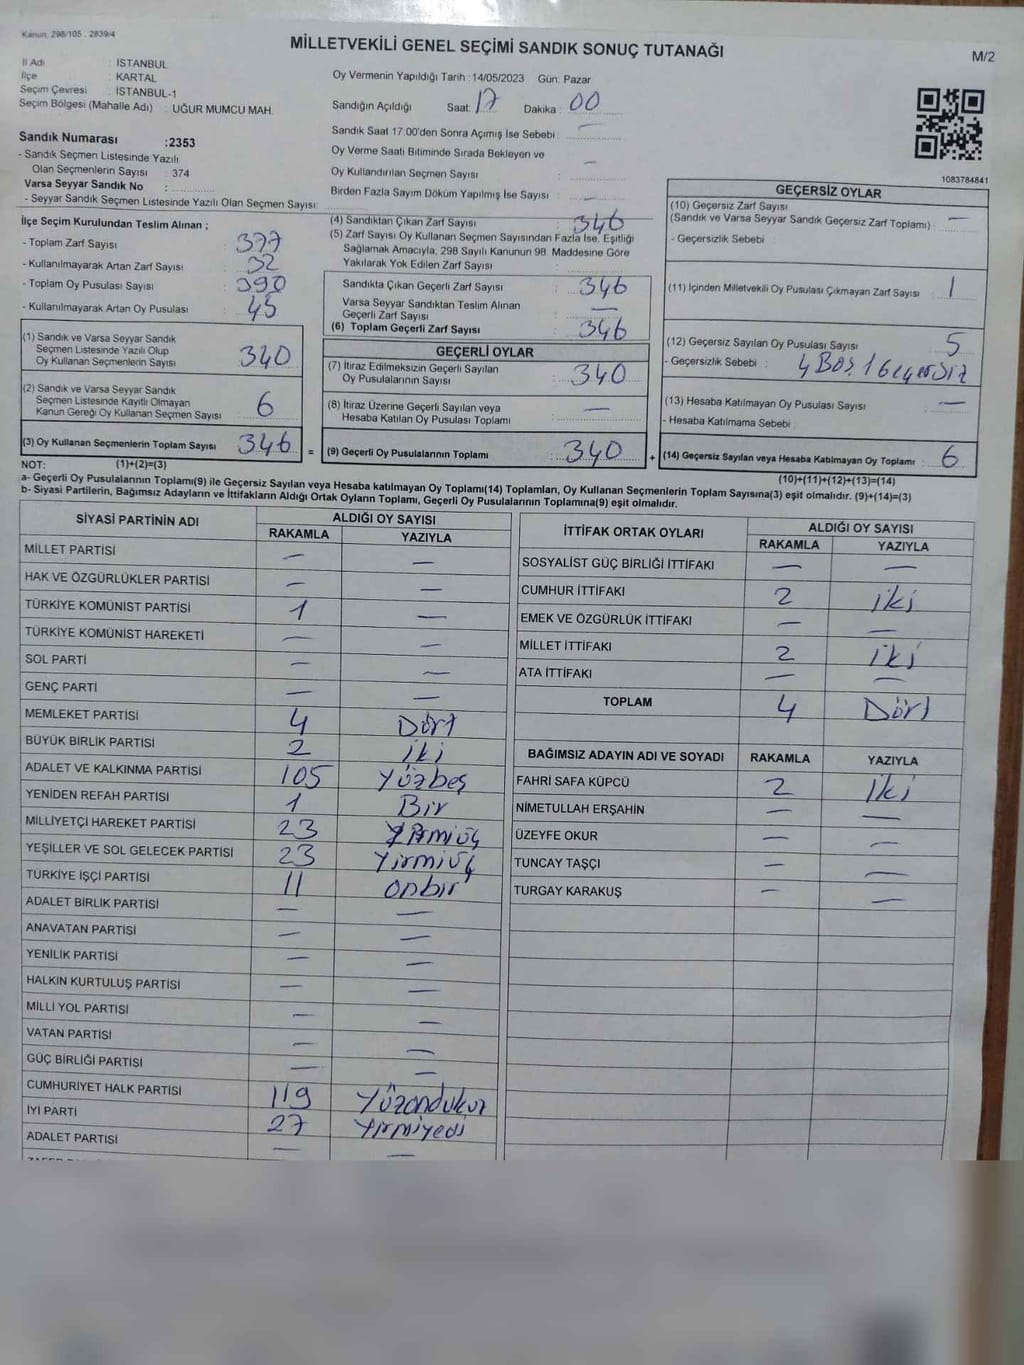 Kanun, 298/105 , 2839/4
MİLLETVEKİLİ GENEL SEÇİMİ SANDIK SONUÇ TUTANAĞI
M/2
İl Adı : İSTANBUL
İlçe : KARTAL
Seçim Çevresi : İSTANBUL-1
Seçim Bölgesi (Mahalle Adı) : UĞUR MUMCU MAH.
Oy Vermenin Yapıldığı Tarih :14/05/2023 Gün: Pazar
Sandığın Açıldığı Saat: 17 Dakika : 00
Sandık Saat 17.00'den Sonra Açımış İse Sebebi : —
Oy Verme Saati Bitiminde Sırada Bekleyen ve
Oy Kullandırılan Seçmen Sayısı : —
Birden Fazla Sayım Döküm Yapılmış İse Sayısı : —
1083784841
Sandık Numarası :2353
- Sandık Seçmen Listesinde Yazılı
Olan Seçmenlerin Sayısı : 374
Varsa Seyyar Sandık No :
- Seyyar Sandık Seçmen Listesinde Yazılı Olan Seçmen Sayısı:
İlçe Seçim Kurulundan Teslim Alınan ;
- Toplam Zarf Sayısı : 377
- Kullanılmayarak Artan Zarf Sayısı : 32
- Toplam Oy Pusulası Sayısı : 390
- Kullanılmayarak Artan Oy Pusulası : 45
(4) Sandıktan Çıkan Zarf Sayısı : 346
(5) Zarf Sayısı Oy Kullanan Seçmen Sayısından Fazla İse, Eşitliği
Sağlamak Amacıyla, 298 Sayılı Kanunun 98. Maddesine Göre
Yakılarak Yok Edilen Zarf Sayısı :
Sandıkta Çıkan Geçerli Zarf Sayısı : 346
Varsa Seyyar Sandıktan Teslim Alınan
Geçerli Zarf Sayısı : —
(6) Toplam Geçerli Zarf Sayısı : 346
GEÇERSİZ OYLAR
(10) Geçersiz Zarf Sayısı
(Sandık ve Varsa Seyyar Sandık Geçersiz Zarf Toplamı) : —
- Geçersizlik Sebebi :
(11) İçinden Milletvekili Oy Pusulası Çıkmayan Zarf Sayısı : 1
(12) Geçersiz Sayılan Oy Pusulası Sayısı : 5
- Geçersizlik Sebebi : 4 Boş 1 Geçersiz
(13) Hesaba Katılmayan Oy Pusulası Sayısı : —
- Hesaba Katılmama Sebebi :
(14) Geçersiz Sayılan veya Hesaba Katılmayan Oy Toplamı : 6
(10)+(11)+(12)+(13)=(14)
(1) Sandık ve Varsa Seyyar Sandık
Seçmen Listesinde Yazılı Olup
Oy Kullanan Seçmenlerin Sayısı : 340
(2) Sandık ve Varsa Seyyar Sandık
Seçmen Listesinde Kayıtlı Olmayan
Kanun Gereği Oy Kullanan Seçmen Sayısı : 6
(3) Oy Kullanan Seçmenlerin Toplam Sayısı : 346 =
GEÇERLİ OYLAR
(7) İtiraz Edilmeksizin Geçerli Sayılan
Oy Pusulalarının Sayısı : 340
(8) İtiraz Üzerine Geçerli Sayılan veya
Hesaba Katılan Oy Pusulası Toplamı : —
(9) Geçerli Oy Pusulalarının Toplamı : 340 +
NOT: (1)+(2)=(3)
a- Geçerli Oy Pusulalarının Toplamı(9) ile Geçersiz Sayılan veya Hesaba katılmayan Oy Toplamı(14) Toplamları, Oy Kullanan Seçmenlerin Toplam Sayısına(3) eşit olmalıdır. (9)+(14)=(3)
b- Siyasi Partilerin, Bağımsız Adayların ve İttifakların Aldığı Ortak Oyların Toplamı, Geçerli Oy Pusulalarının Toplamına(9) eşit olmalıdır.
SİYASİ PARTİNİN ADI ALDIĞI OY SAYISI
RAKAMLA YAZIYLA
MİLLET PARTİSİ — —
HAK VE ÖZGÜRLÜKLER PARTİSİ — —
TÜRKİYE KOMÜNİST PARTİSİ 1 —
TÜRKİYE KOMÜNİST HAREKETİ — —
SOL PARTİ — —
GENÇ PARTİ — —
MEMLEKET PARTİSİ 4 Dört
BÜYÜK BİRLİK PARTİSİ 2 iki
ADALET VE KALKINMA PARTİSİ 105 Yüzbeş
YENİDEN REFAH PARTİSİ 1 Bir
MİLLİYETÇİ HAREKET PARTİSİ 23 Yirmiüç
YEŞİLLER VE SOL GELECEK PARTİSİ 23 Yirmiüç
TÜRKİYE İŞÇİ PARTİSİ 11 onbir
ADALET BİRLİK PARTİSİ — —
ANAVATAN PARTİSİ — —
YENİLİK PARTİSİ — —
HALKIN KURTULUŞ PARTİSİ — —
MİLLİ YOL PARTİSİ — —
VATAN PARTİSİ — —
GÜÇ BİRLİĞİ PARTİSİ — —
CUMHURİYET HALK PARTİSİ 119 Yüzondukuz
İYİ PARTİ 27 Yirmiyedi
ADALET PARTİSİ — —
İTTİFAK ORTAK OYLARI ALDIĞI OY SAYISI
RAKAMLA YAZIYLA
SOSYALİST GÜÇ BİRLİĞİ İTTİFAKI — —
CUMHUR İTTİFAKI 2 iki
EMEK VE ÖZGÜRLÜK İTTİFAKI — —
MİLLET İTTİFAKI 2 iki
ATA İTTİFAKI — —
TOPLAM 4 Dört
BAĞIMSIZ ADAYIN ADI VE SOYADI RAKAMLA YAZIYLA
FAHRİ SAFA KÜPCÜ 2 iki
NİMETULLAH ERŞAHİN — —
ÜZEYFE OKUR — —
TUNCAY TAŞÇI — —
TURGAY KARAKUŞ — —